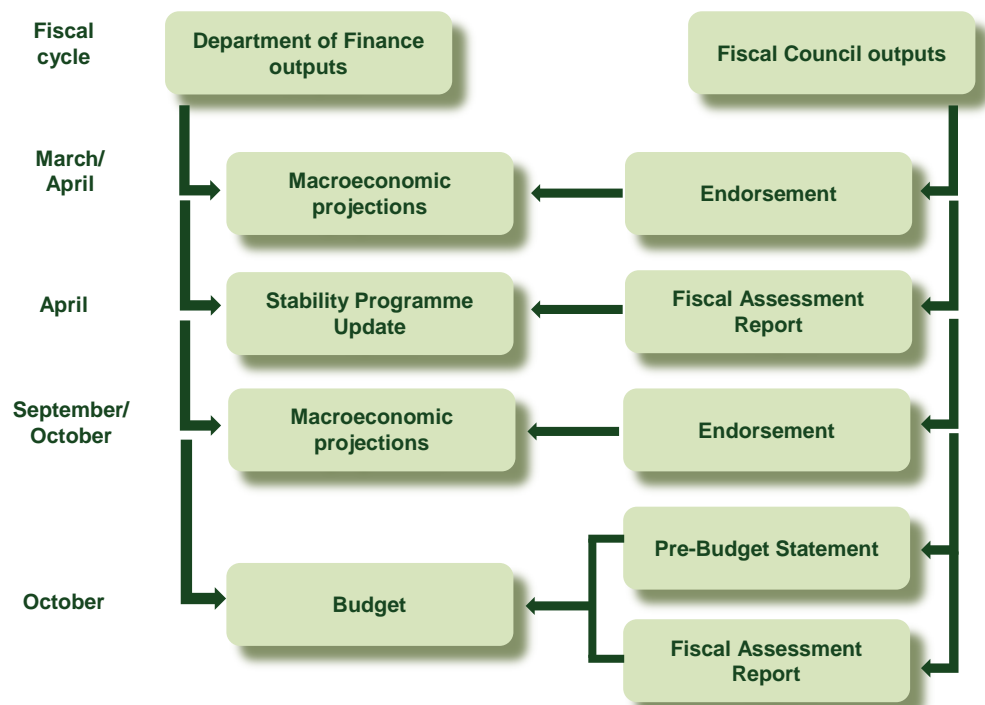 Fiscal
cycle
Department of Finance
outputs
Fiscal Council outputs
March/
April
Macroeconomic
projections
Endorsement
April
Stability Programme
Update
Fiscal Assessment
Report
September/
October
Macroeconomic
projections
Endorsement
October
Budget
Pre-Budget Statement
Fiscal Assessment
Report